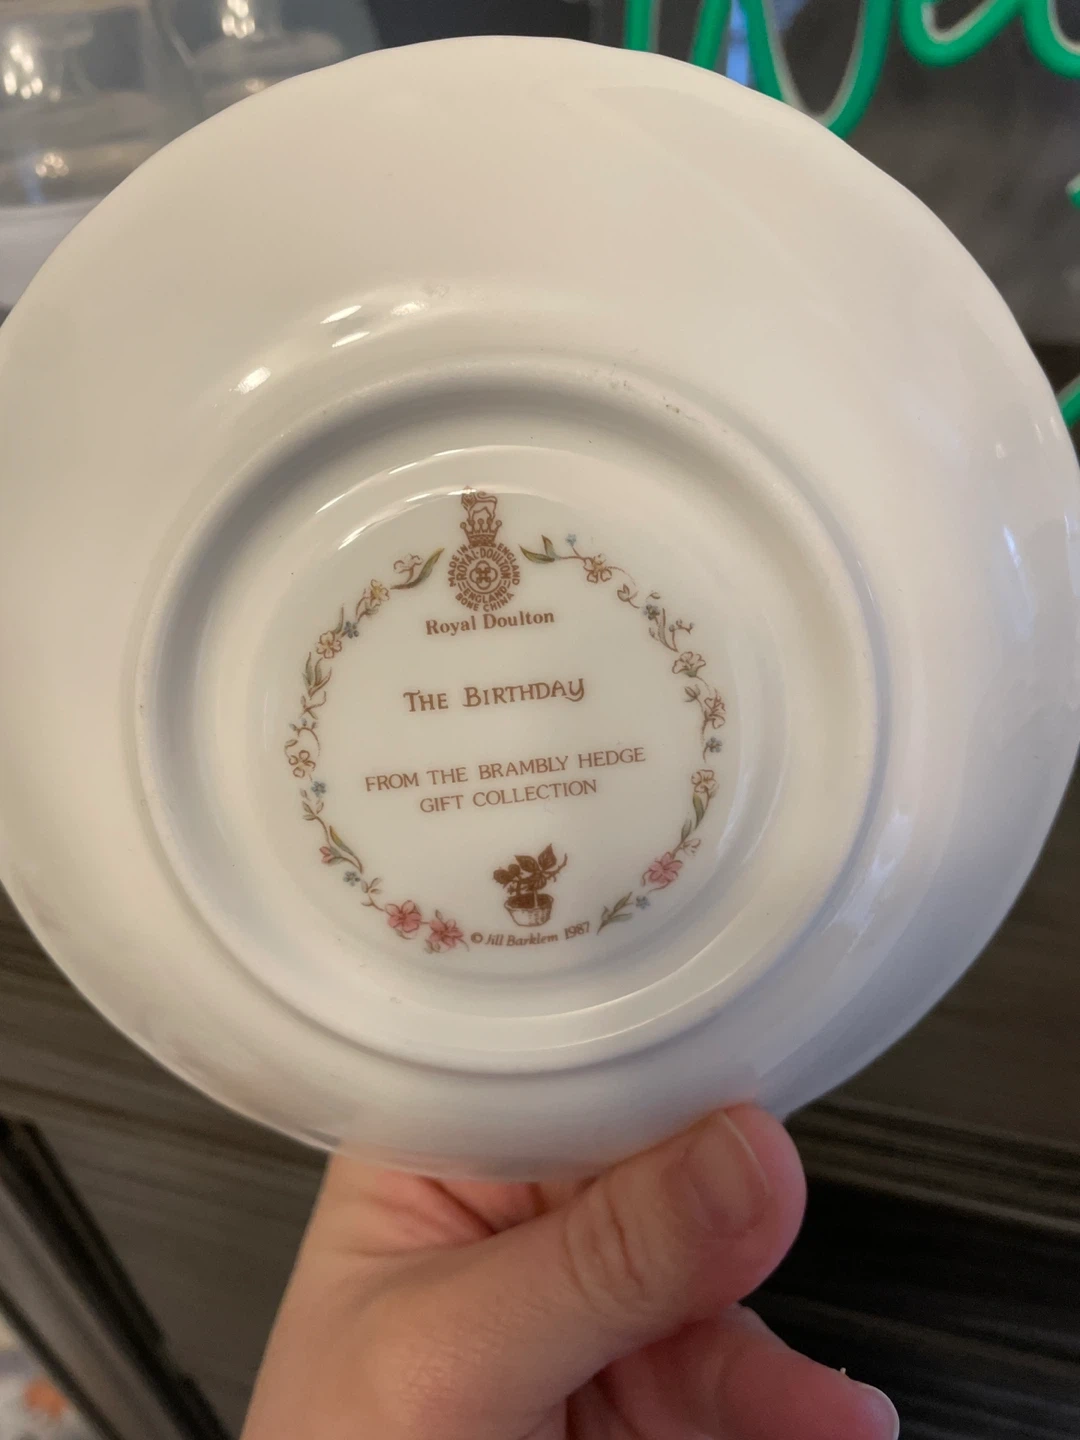 MADE IN ENGLAND
ROYAL·DOULTON
ENGLAND
BONE CHINA
Royal Doulton
THE BIRTHDAY
FROM THE BRAMBLY HEDGE
GIFT COLLECTION
© Jill Barklem 1987